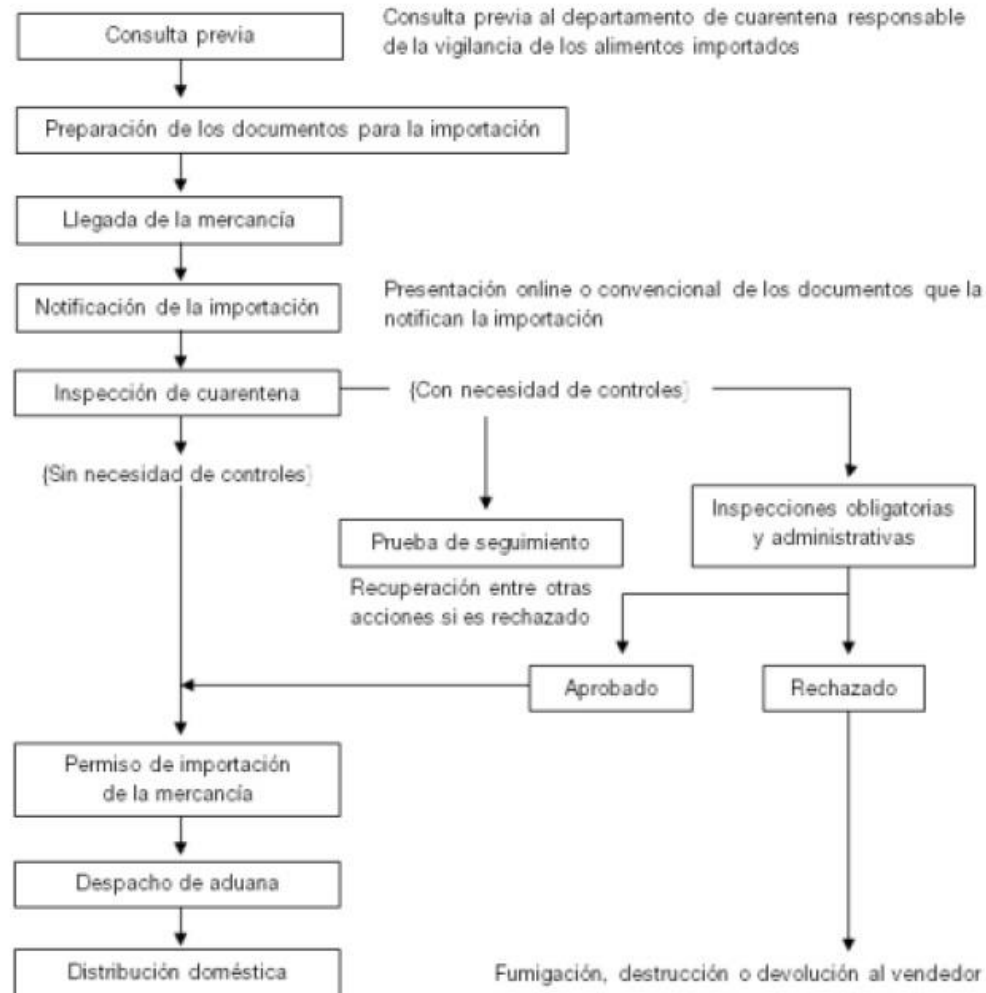 Consulta previa
Consulta previa al departamento de cuarentena responsable
de la vigilancia de los alimentos importados
Preparación de los documentos para la importación
Llegada de la mercancía
Notificación de la importación
Presentación online o convencional de los documentos que la
notifican la importación
Inspección de cuarentena
{Con necesidad de controles}
{Sin necesidad de controles}
Inspecciones obligatorias
y administrativas
Prueba de seguimiento
Recuperación entre otras
acciones si es rechazado
Aprobado
Rechazado
Permiso de importación
de la mercancía
Despacho de aduana
Distribución doméstica
Fumigación, destrucción o devolución al vendedor